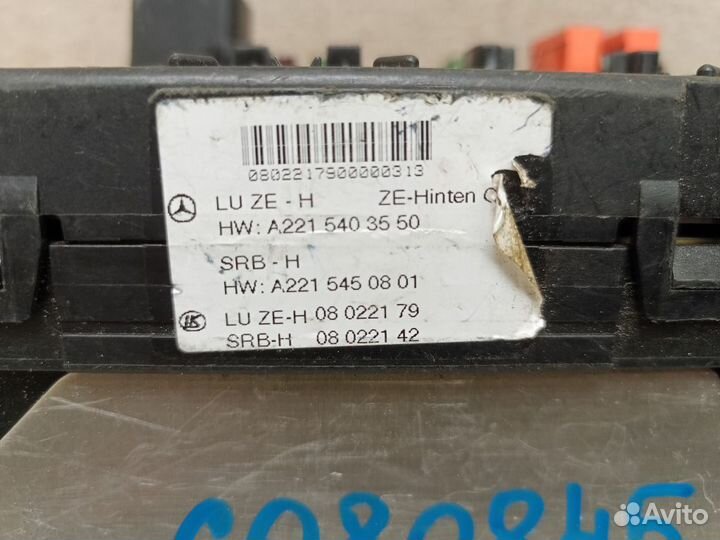 0802217900000313
LU ZE - H ZE-Hinten
HW: A221 540 35 50
SRB - H
HW: A221 545 08 01
LK LU ZE-H 08 0221 79
SRB-H 08 0221 42
Avito